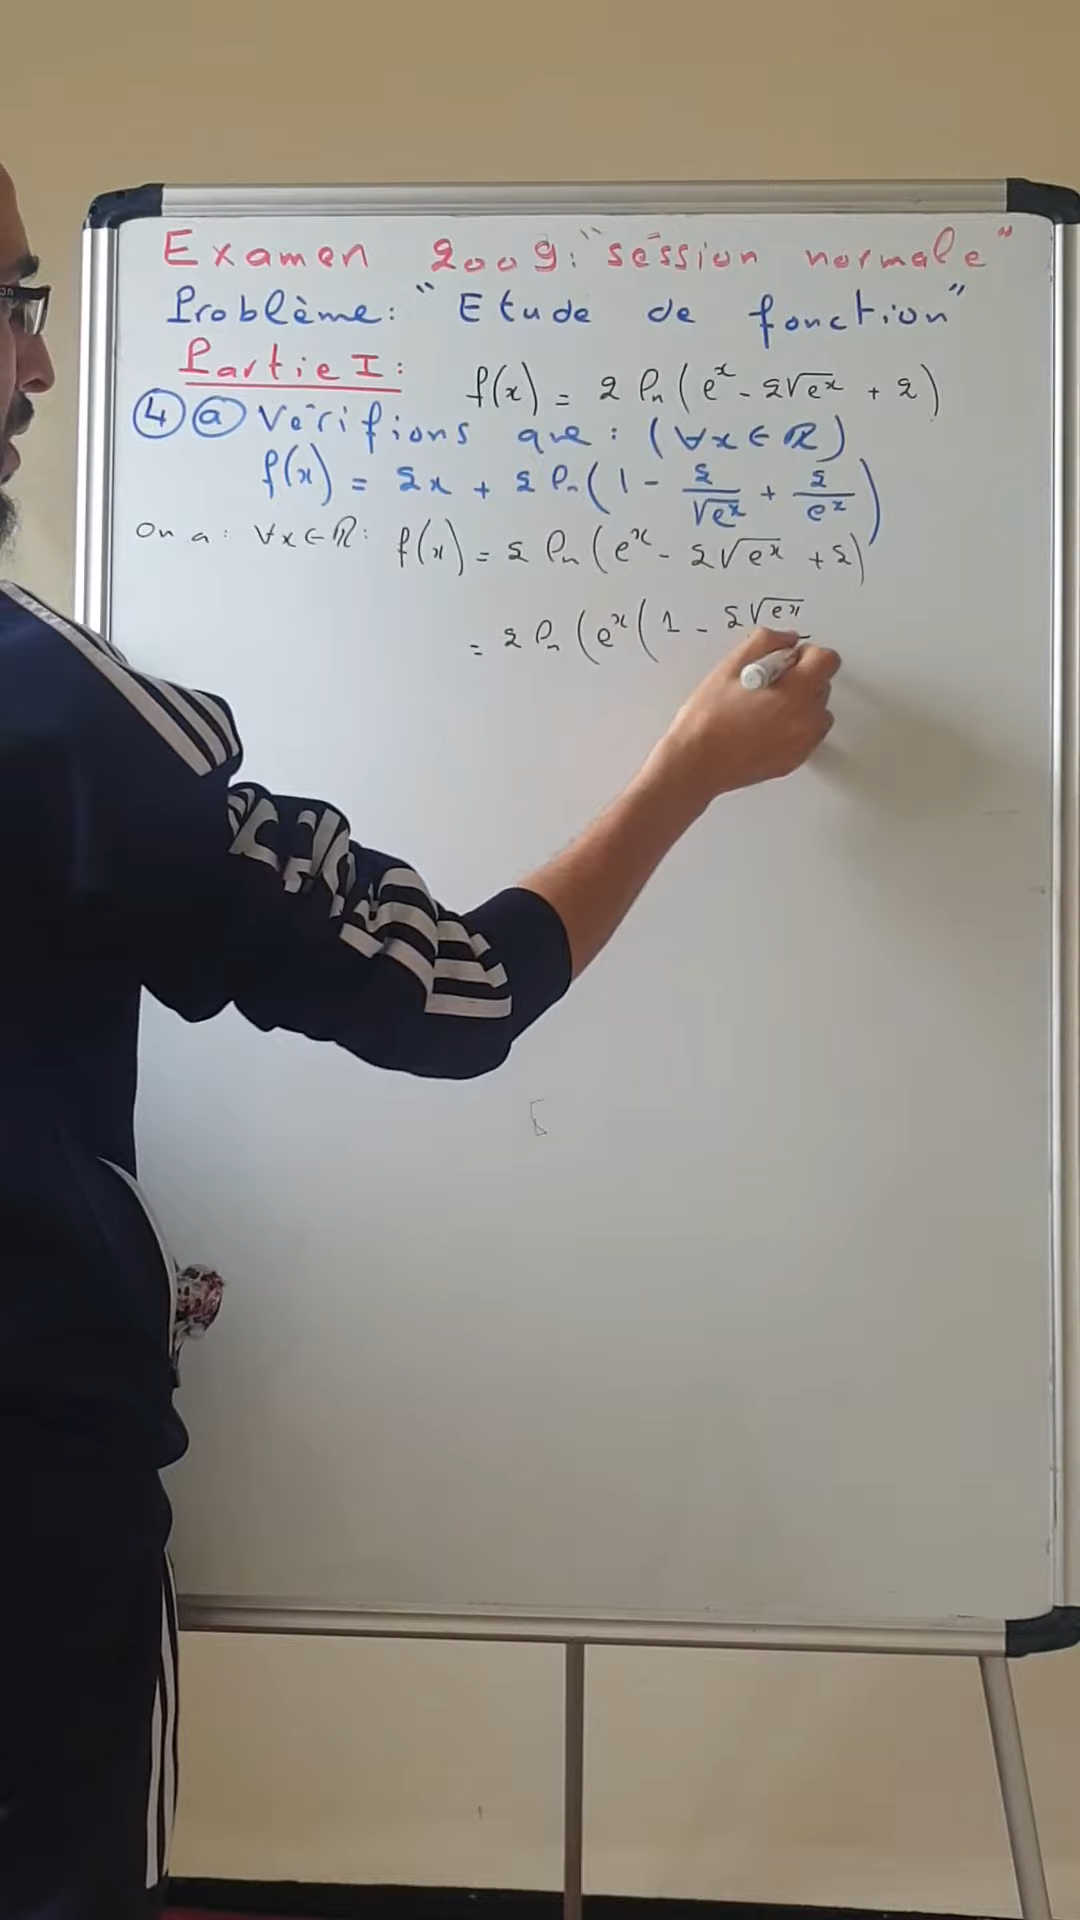 Examen 2009: "session normale"
Problème: "Etude de fonction"
Partie I:
f(x) = 2 ln(e^x - 2√e^x + 2)
4 a Vérifions que: (∀x ∈ ℝ)
f(x) = 2x + 2 ln(1 - 2/√e^x + 2/e^x)
On a: ∀x ∈ ℝ: f(x) = 2 ln(e^x - 2√e^x + 2)
= 2 ln(e^x(1 - 2√e^x